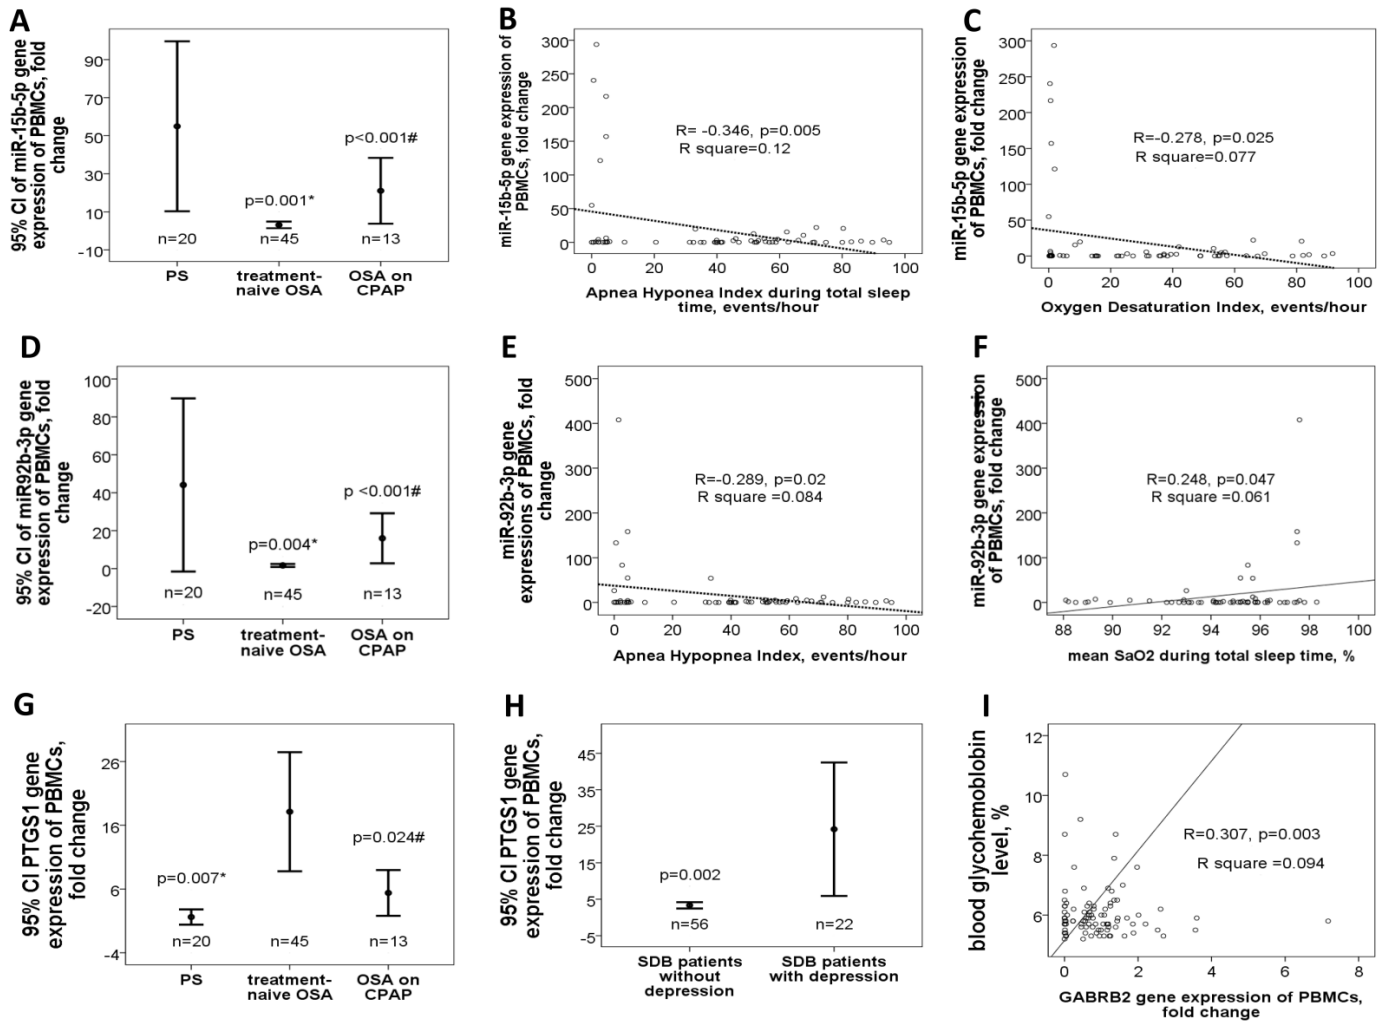 A
95% CI of miR-15b-5p gene
expression of PBMCs, fold
change
90
70
50
30
10
-10
p=0.001*
p<0.001#
n=20
n=45
n=13
PS
treatment-
naive OSA
OSA on
CPAP
B
miR-15b-5p gene expression of
PBMCs, fold change
300
250
200
150
100
50
0
R= -0.346, p=0.005
R square=0.12
0 20 40 60 80 100
Apnea Hyponea Index during total sleep
time, events/hour
C
miR-15b-5p gene expression
of PBMCs, fold change
300
250
200
150
100
50
0
R=-0.278, p=0.025
R square=0.077
0 20 40 60 80 100
Oxygen Desaturation Index, events/hour
D
95% CI of miR92b-3p gene
expression of PBMCs, fold
change
100
80
60
40
20
0
-20
p=0.004*
p <0.001#
n=20
n=45
n=13
PS
treatment-
naive OSA
OSA on
CPAP
E
miR-92b-3p gene
expressions of PBMCs, fold
change
500
400
300
200
100
0
R=-0.289, p=0.02
R square =0.084
0 20 40 60 80 100
Apnea Hypopnea Index, events/hour
F
miR-92b-3p gene expression
of PBMCs, fold change
500
400
300
200
100
0
R=0.248, p=0.047
R square =0.061
88 90 92 94 96 98 100
mean SaO2 during total sleep time, %
G
95% CI PTGS1 gene
expression of PBMCs,
fold change
26
16
6
-4
p=0.007*
p=0.024#
n=20
n=45
n=13
PS
treatment-
naive OSA
OSA on
CPAP
H
95% CI PTGS1 gene
expression of PBMCs,
fold change
45
35
25
15
5
-5
p=0.002
n=56
n=22
SDB patients
without
depression
SDB patients
with depression
I
blood glycohemoblobin
level, %
12
10
8
6
R=0.307, p=0.003
R square =0.094
0 2 4 6 8
GABRB2 gene expression of PBMCs,
fold change